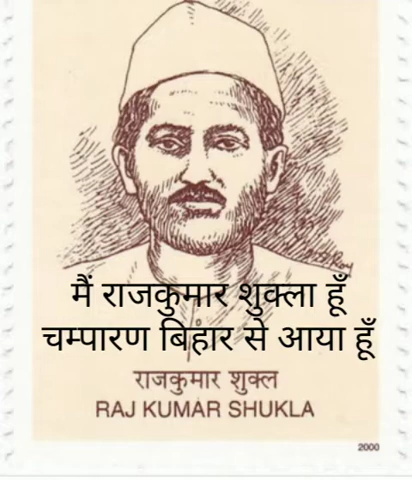 मैं राजकुमार शुक्ला हूँ
चम्पारण बिहार से आया हूँ
राजकुमार शुक्ल
RAJ KUMAR SHUKLA
2000